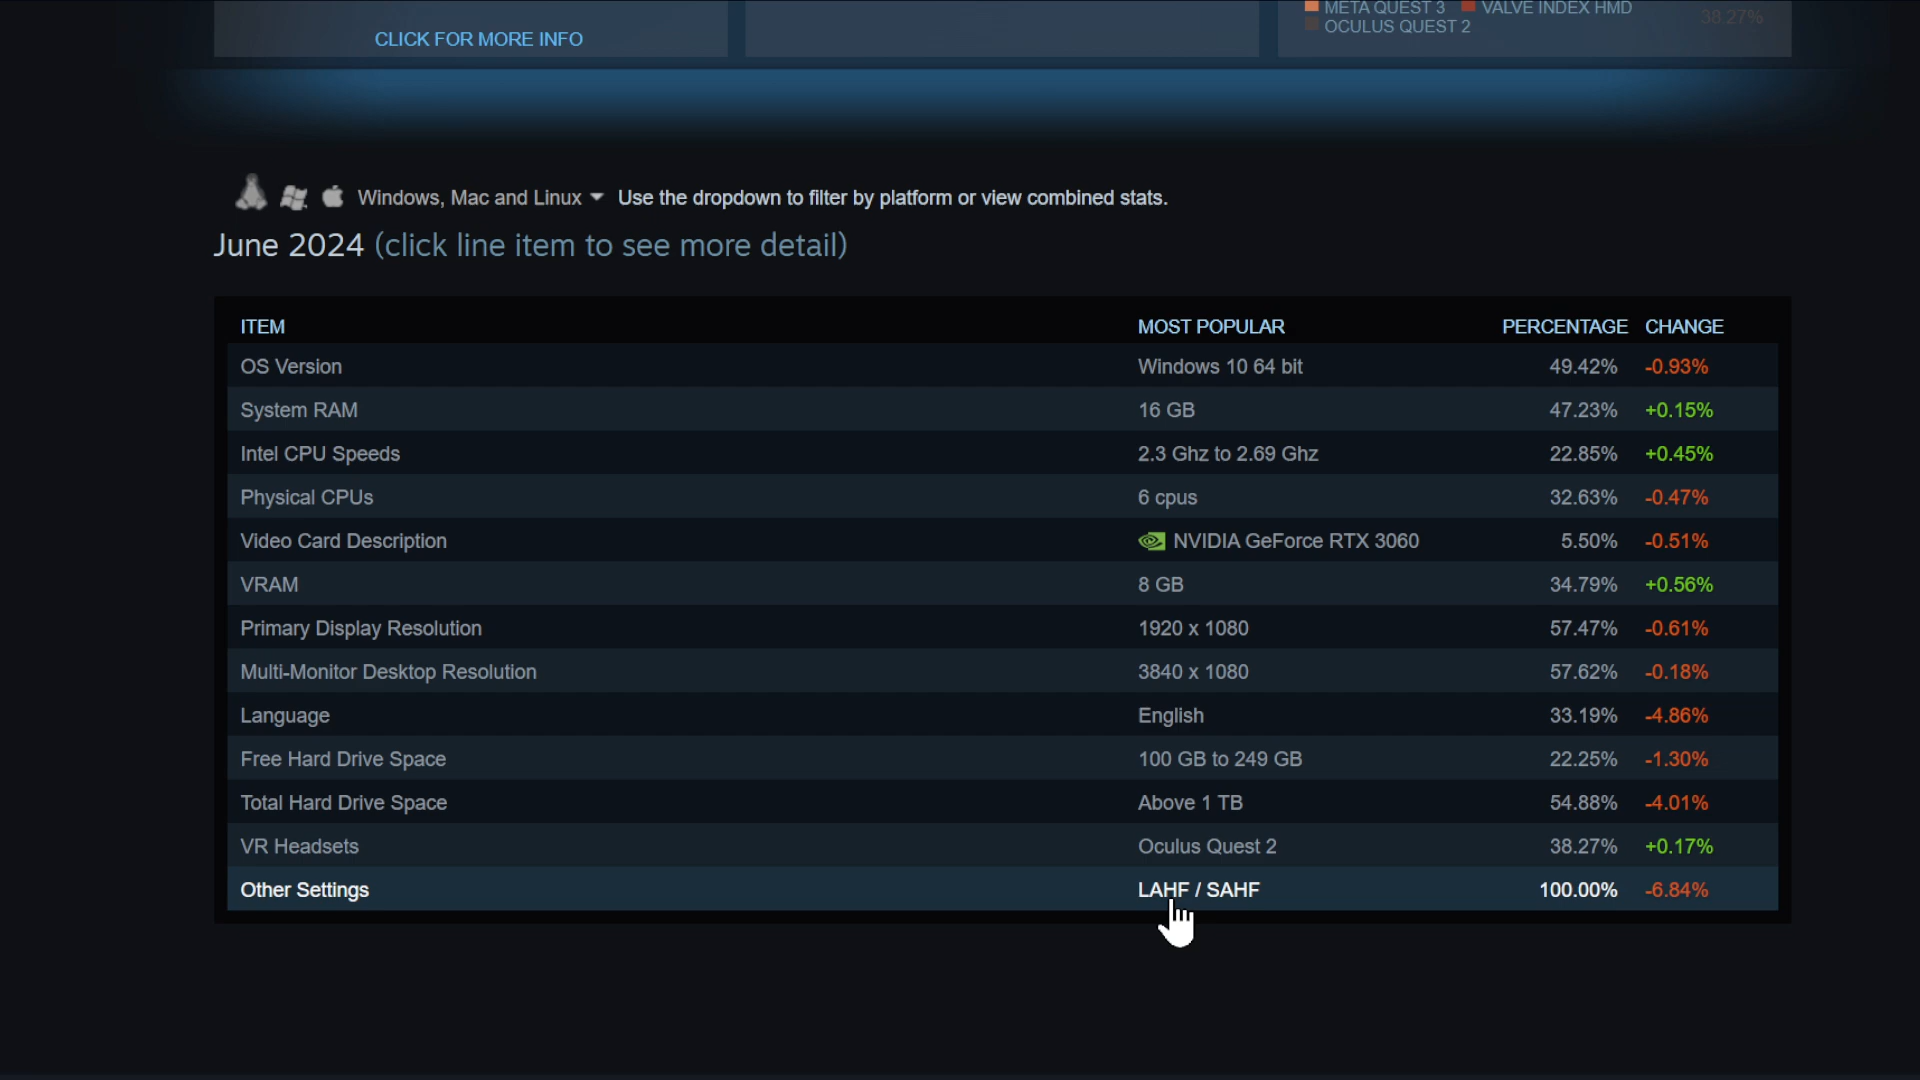 META QUEST 3 VALVE INDEX HMD
OCULUS QUEST 2
38.27%
CLICK FOR MORE INFO
Windows, Mac and Linux Use the dropdown to filter by platform or view combined stats.
June 2024 (click line item to see more detail)
ITEM MOST POPULAR PERCENTAGE CHANGE
OS Version Windows 10 64 bit 49.42% -0.93%
System RAM 16 GB 47.23% +0.15%
Intel CPU Speeds 2.3 Ghz to 2.69 Ghz 22.85% +0.45%
Physical CPUs 6 cpus 32.63% -0.47%
Video Card Description NVIDIA GeForce RTX 3060 5.50% -0.51%
VRAM 8 GB 34.79% +0.56%
Primary Display Resolution 1920 x 1080 57.47% -0.61%
Multi-Monitor Desktop Resolution 3840 x 1080 57.62% -0.18%
Language English 33.19% -4.86%
Free Hard Drive Space 100 GB to 249 GB 22.25% -1.30%
Total Hard Drive Space Above 1 TB 54.88% -4.01%
VR Headsets Oculus Quest 2 38.27% +0.17%
Other Settings LAHF / SAHF 100.00% -6.84%